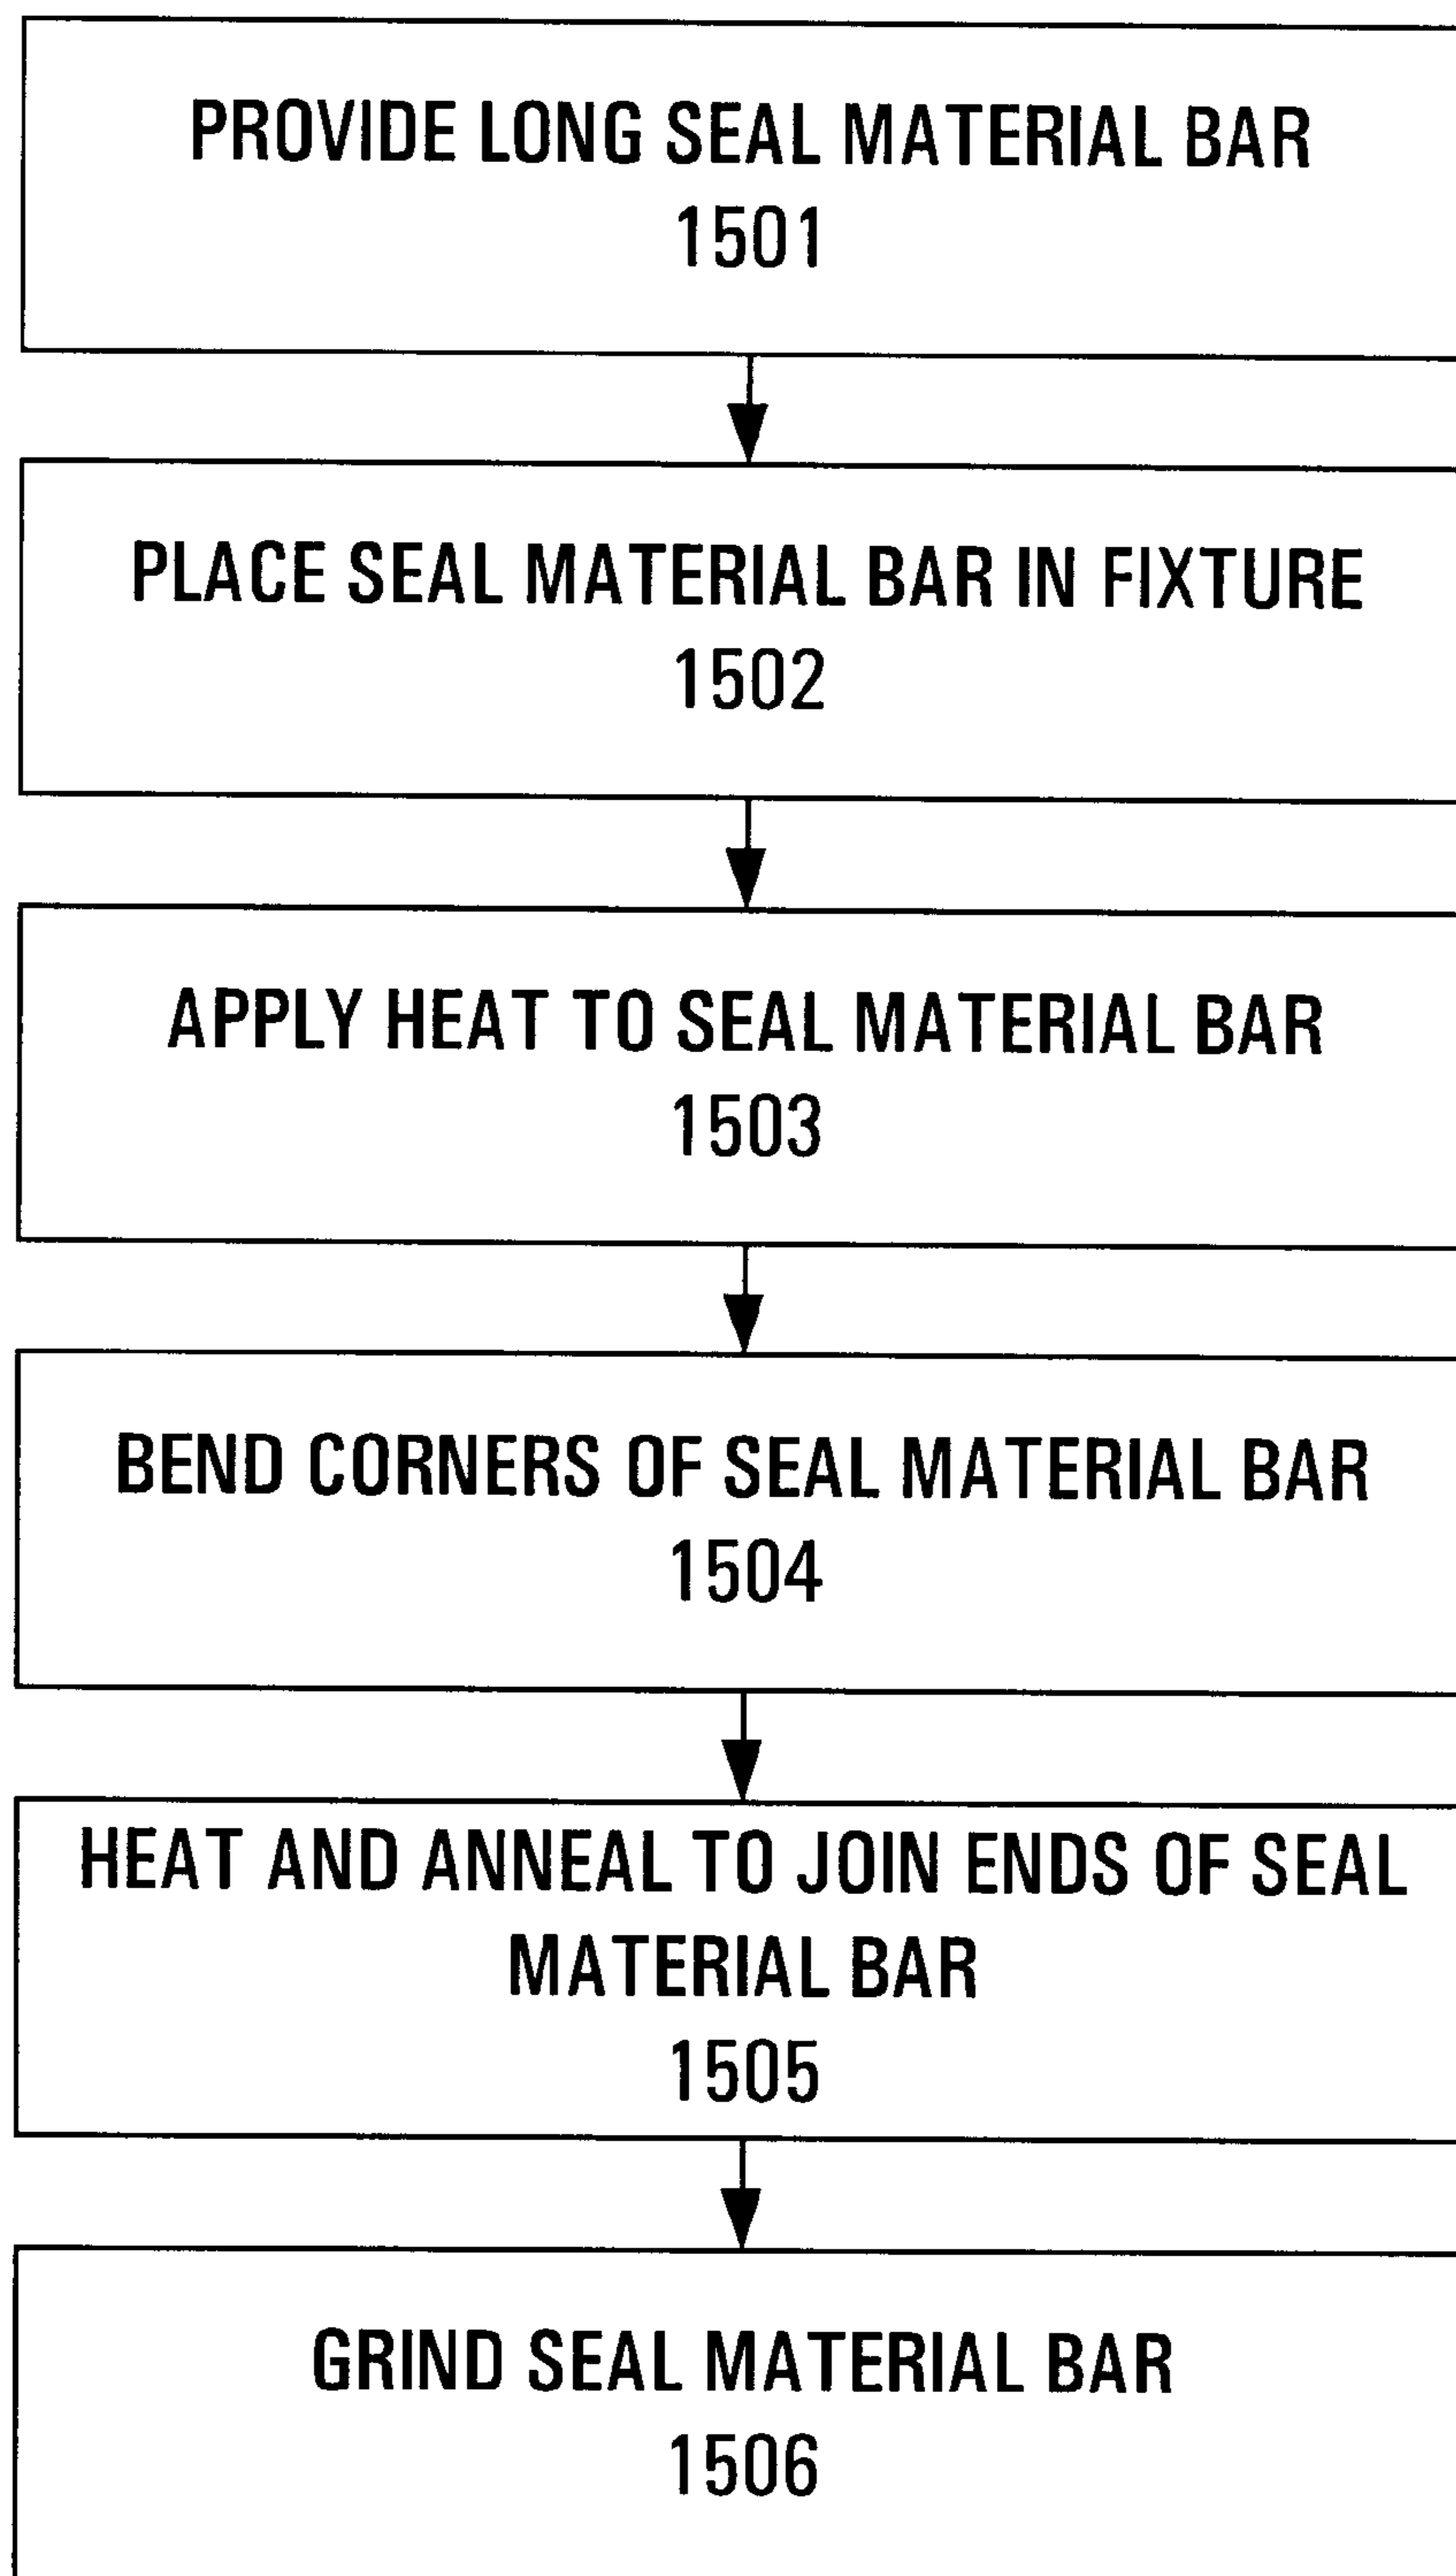 PROVIDE LONG SEAL MATERIAL BAR
1501
PLACE SEAL MATERIAL BAR IN FIXTURE
1502
APPLY HEAT TO SEAL MATERIAL BAR
1503
BEND CORNERS OF SEAL MATERIAL BAR
1504
HEAT AND ANNEAL TO JOIN ENDS OF SEAL
MATERIAL BAR
1505
GRIND SEAL MATERIAL BAR
1506